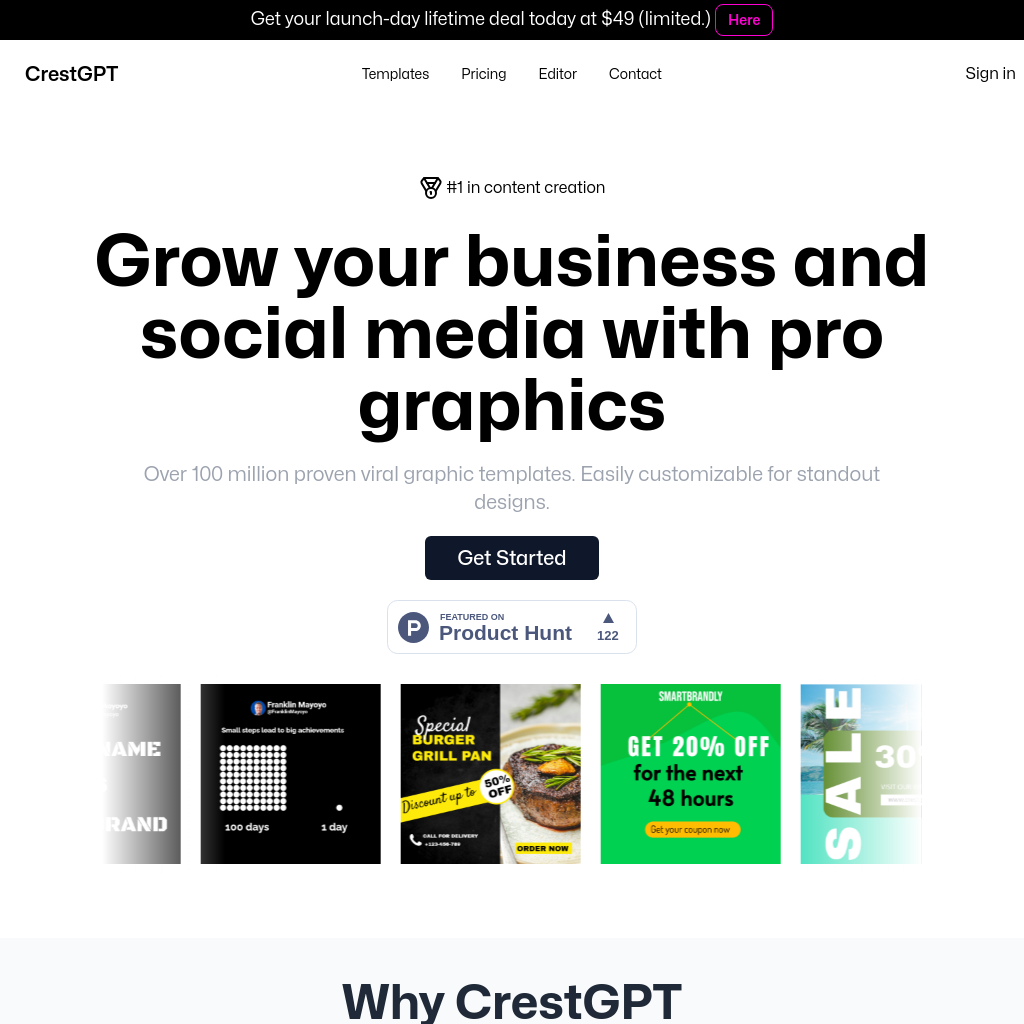 Get your launch-day lifetime deal today at $49 (limited.) Here
CrestGPT
Templates
Pricing
Editor
Contact
Sign in
#1 in content creation
Grow your business and
social media with pro
graphics
Over 100 million proven viral graphic templates. Easily customizable for standout
designs.
Get Started
FEATURED ON
Product Hunt
122
RAND
Franklin Mayoyo
@FranklinMayoyo
Small steps lead to big achievements
100 days
1 day
Special
BURGER
GRILL PAN
50%
OFF
Discount up to
CALL FOR DELIVERY
+123-456-789
ORDER NOW
SMARTBRANDLY
GET 20% OFF
for the next
48 hours
Get your coupon now
SALE
30
Why CrestGPT